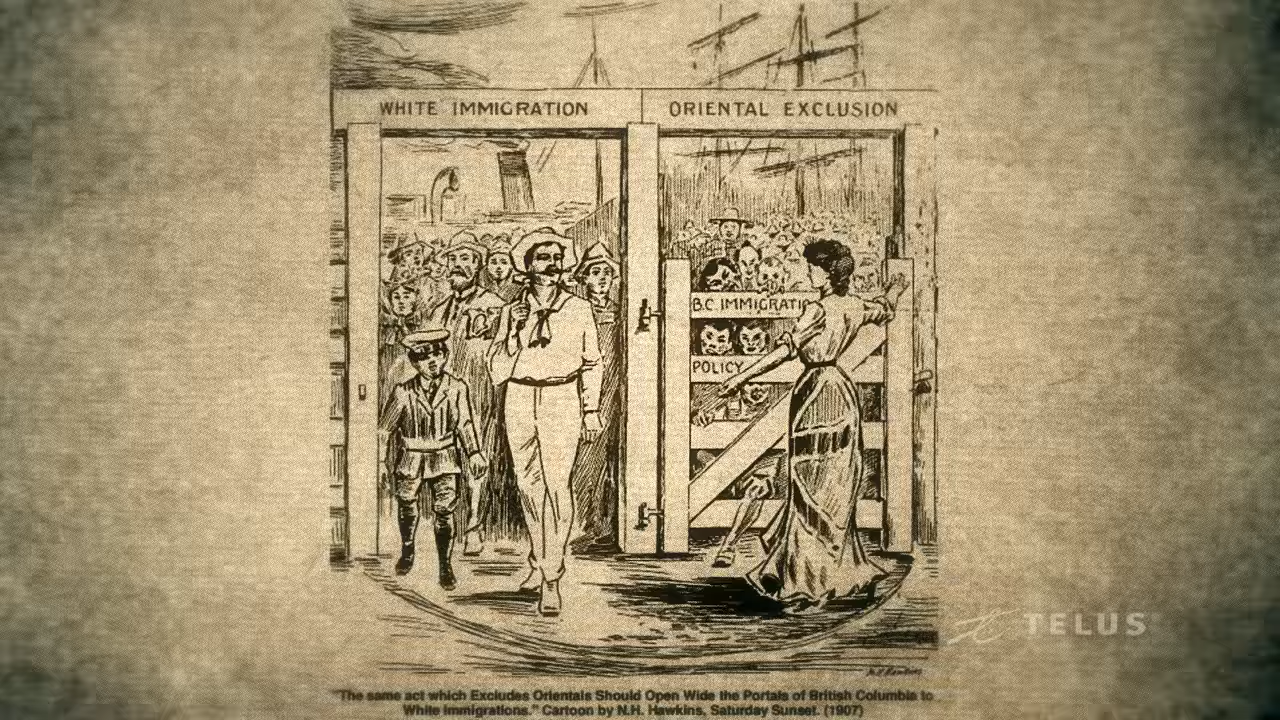 WHITE IMMIGRATION
ORIENTAL EXCLUSION
B.C. IMMIGRATIO
POLICY
TELUS
"The same act which Excludes Orientals Should Open Wide the Portals of British Columbia to
White Immigrations." Cartoon by N.H. Hawkins, Saturday Sunset. (1907)